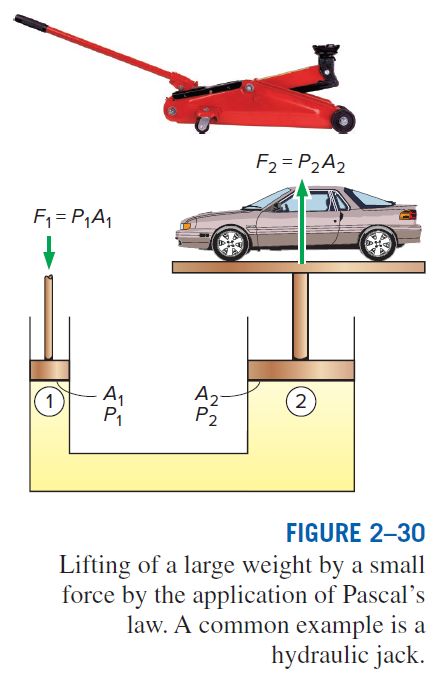 F₂ = P₂A₂
F₁ = P₁A₁
1
A₁
P₁
A₂
P₂
2
FIGURE 2–30
Lifting of a large weight by a small
force by the application of Pascal’s
law. A common example is a
hydraulic jack.